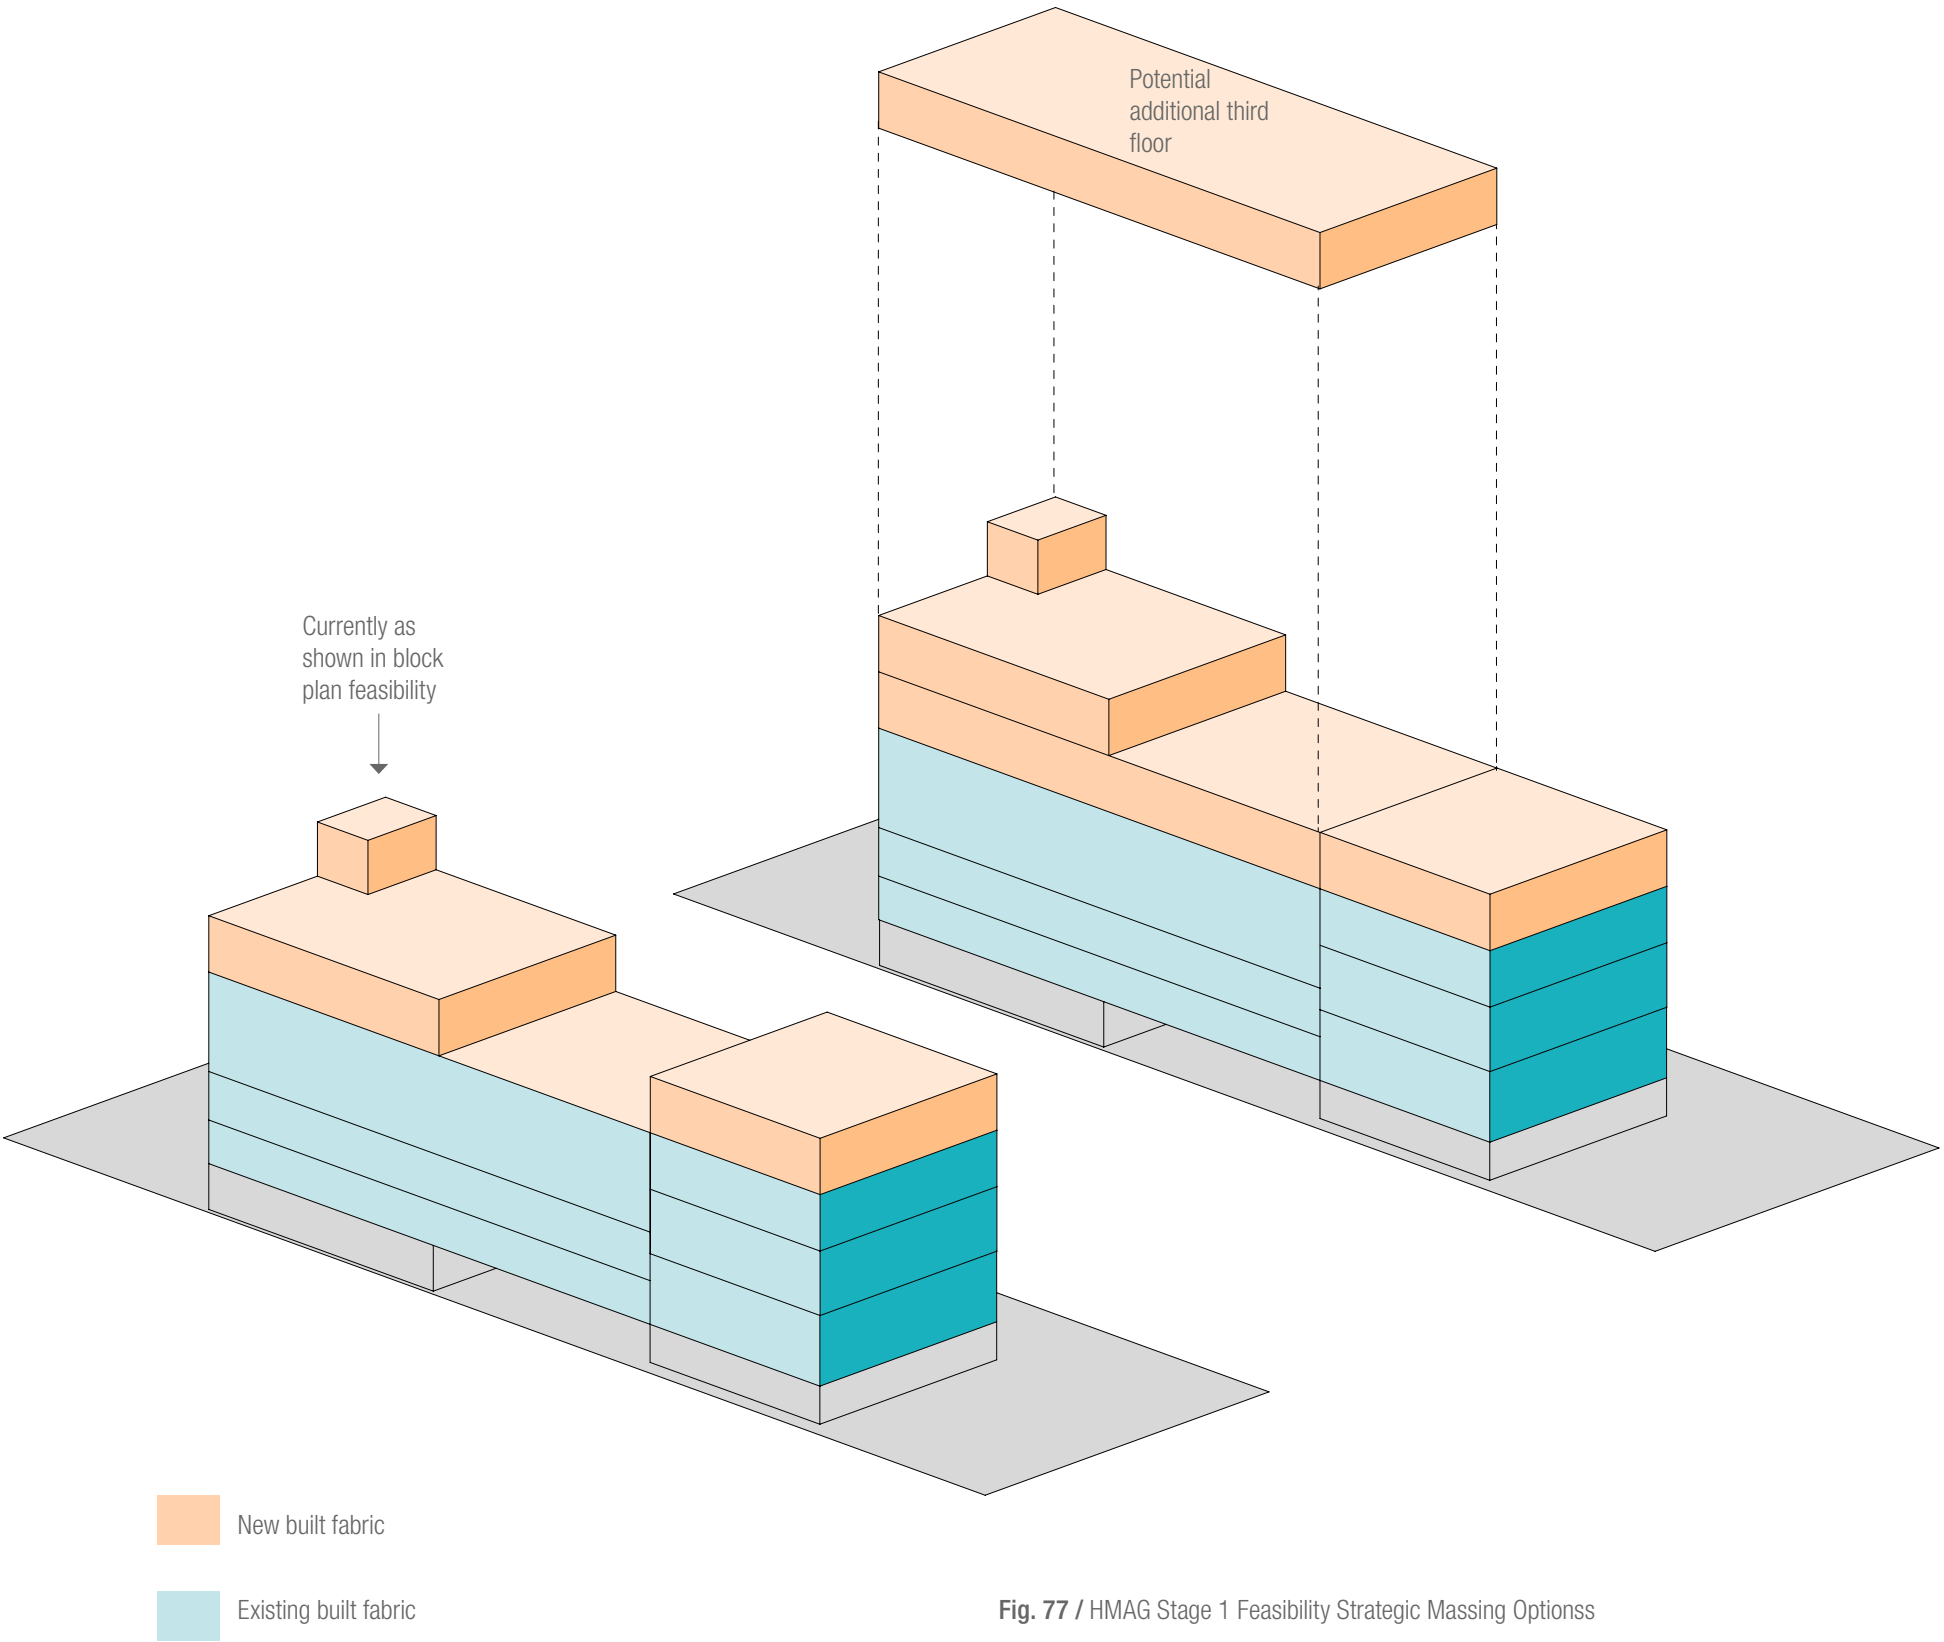 Potential
additional third
floor
Currently as
shown in block
plan feasibility
New built fabric
Existing built fabric
Fig. 77 / HMAG Stage 1 Feasibility Strategic Massing Optionss